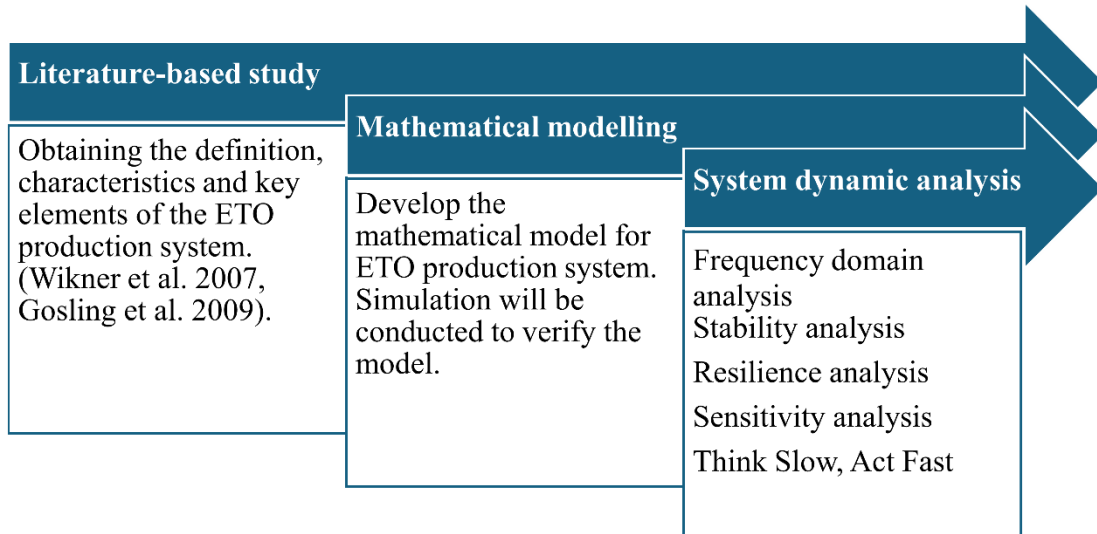 Literature-based study
Obtaining the definition,
characteristics and key
elements of the ETO
production system.
(Wikner et al. 2007,
Gosling et al. 2009).
Mathematical modelling
Develop the
mathematical model for
ETO production system.
Simulation will be
conducted to verify the
model.
System dynamic analysis
Frequency domain
analysis
Stability analysis
Resilience analysis
Sensitivity analysis
Think Slow, Act Fast